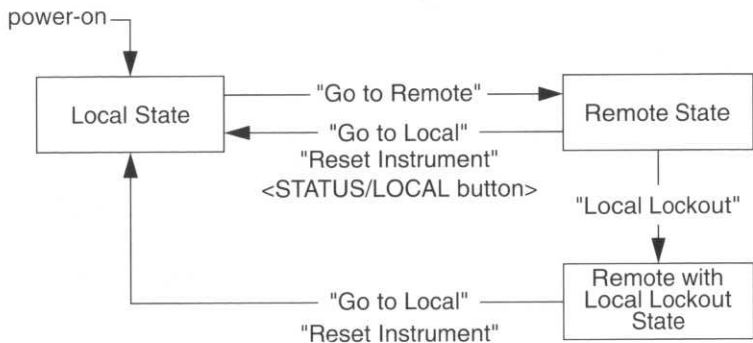 power-on
Local State
"Go to Remote"
Remote State
"Go to Local"
"Reset Instrument"
<STATUS/LOCAL button>
"Local Lockout"
Remote with
Local Lockout
State
"Go to Local"
"Reset Instrument"